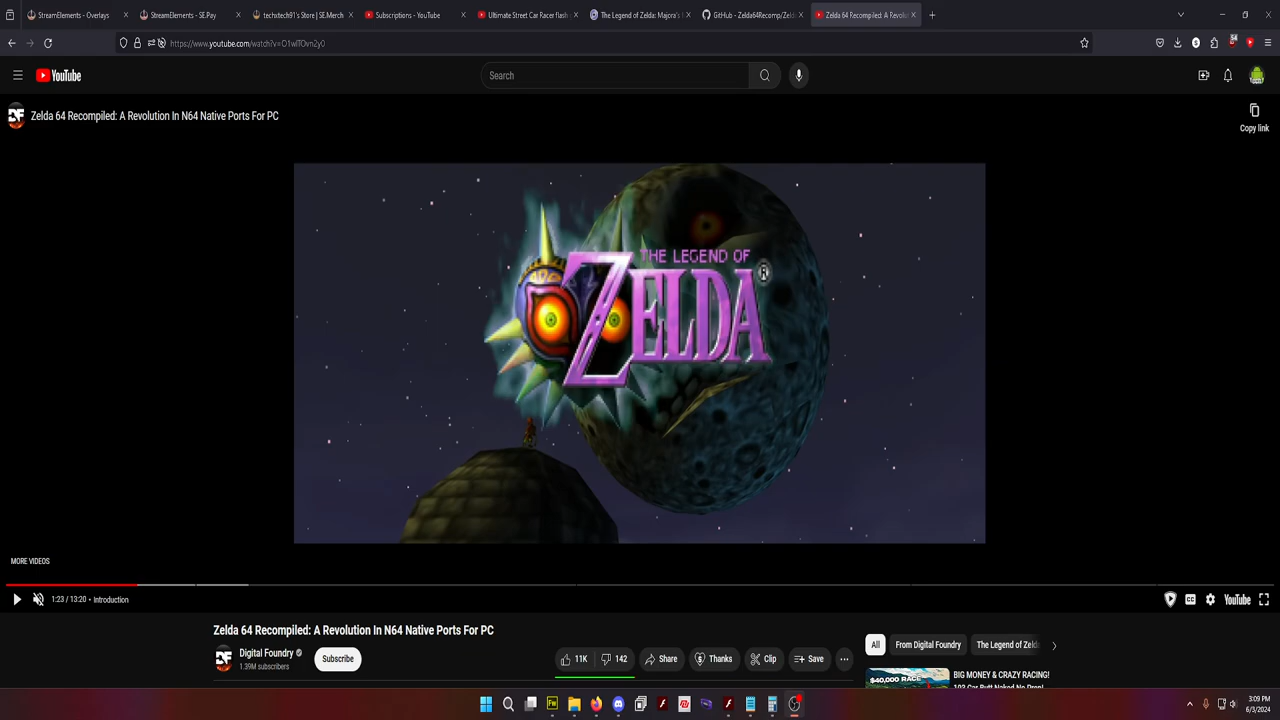 StreamElements - Overlays
StreamElements - SE.Pay
techtotech91's Store | SE.Merch
Subscriptions - YouTube
Ultimate Street Car Racer flash
The Legend of Zelda: Majora's
GitHub - Zelda64Recomp/Zeld
Zelda 64 Recompiled: A Revolut
https://www.youtube.com/watch?v=O1wlTOvn2y0
YouTube
Search
Zelda 64 Recompiled: A Revolution In N64 Native Ports For PC
Copy link
THE LEGEND OF
ZELDA®
MORE VIDEOS
1:23 / 13:20 • Introduction
CC
YouTube
Zelda 64 Recompiled: A Revolution In N64 Native Ports For PC
Digital Foundry
1.39M subscribers
Subscribe
11K
142
Share
Thanks
Clip
Save
All
From Digital Foundry
The Legend of Zeld
$40,000 RACE
BIG MONEY & CRAZY RACING!
3:09 PM
6/3/2024